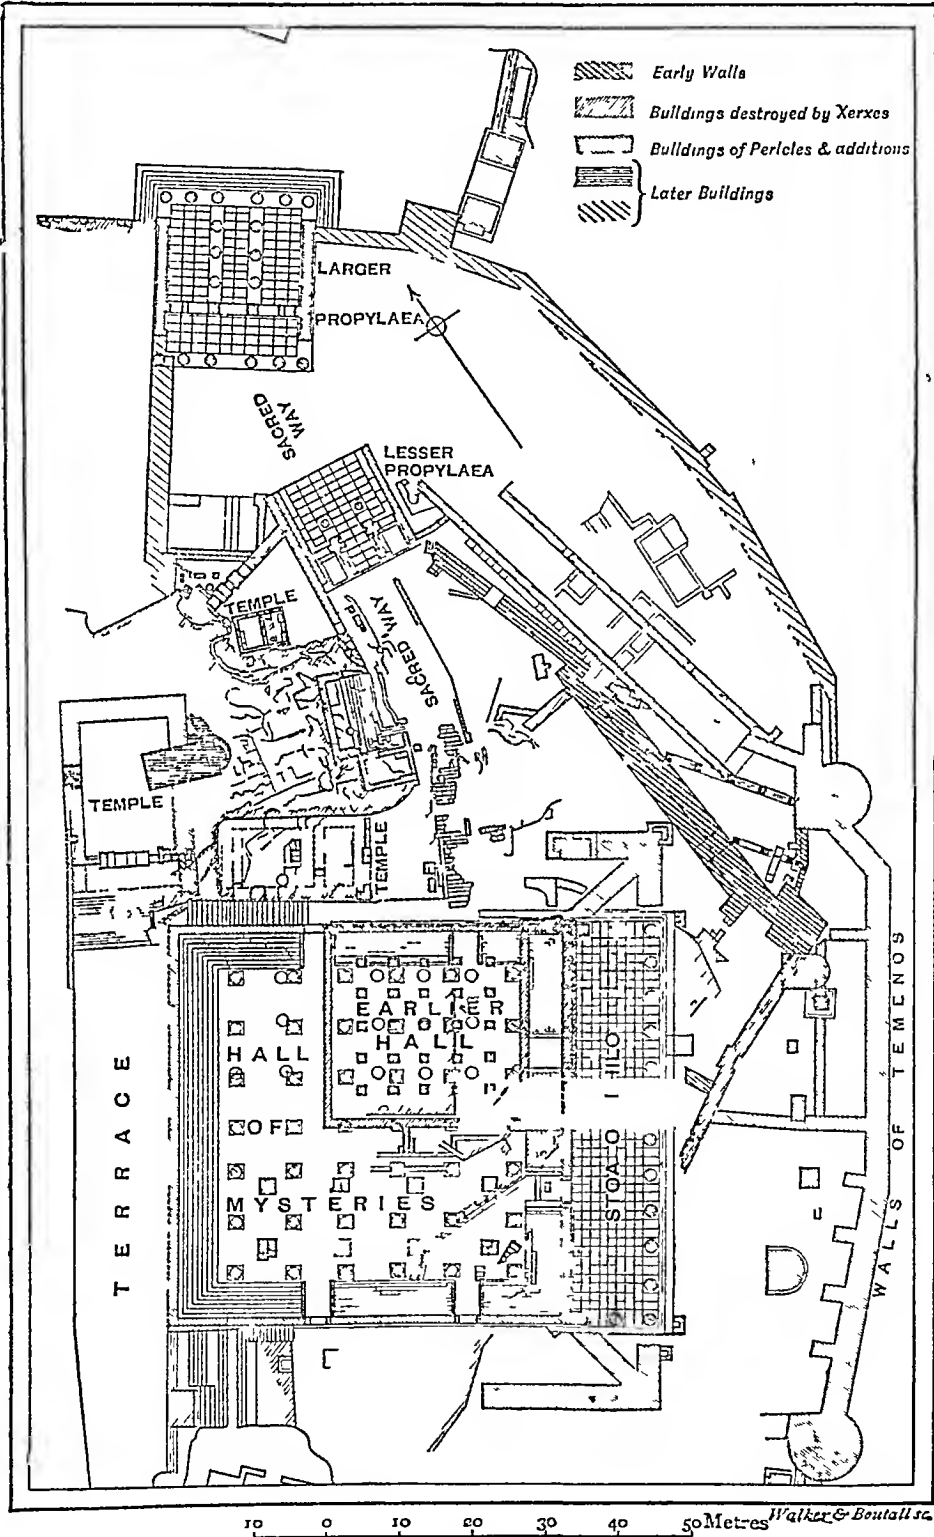 Early Walls
Buildings destroyed by Xerxes
Buildings of Pericles & additions
Later Buildings
LARGER
PROPYLAEA
SACRED
WAY
LESSER
PROPYLAEA
TEMPLE
SACRED WAY
TEMPLE
TEMPLE
TERRACE
EARLIER
HALL
HALL
OF
MYSTERIES
STOA OF PHILO
WALLS OF TEMENOS
10 0 10 20 30 40 50 Metres
Walker & Boutall sc.